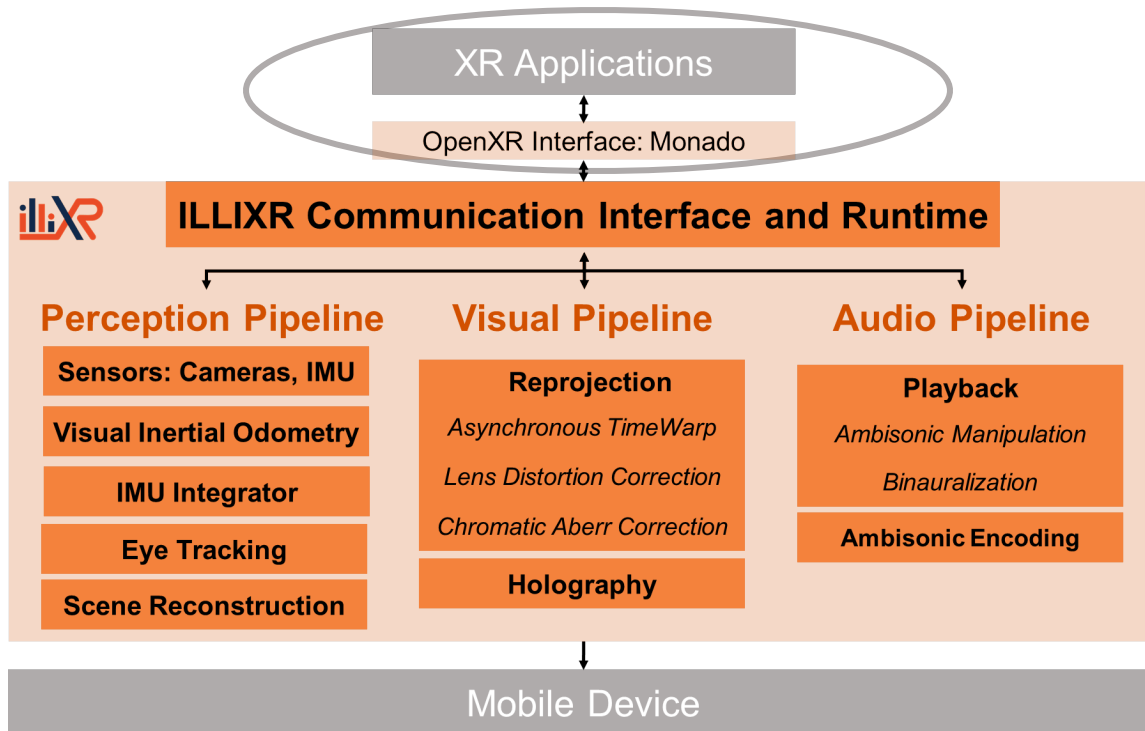 XR Applications
OpenXR Interface: Monado
illiXR
ILLIXR Communication Interface and Runtime
Perception Pipeline
Sensors: Cameras, IMU
Visual Inertial Odometry
IMU Integrator
Eye Tracking
Scene Reconstruction
Visual Pipeline
Reprojection
Asynchronous TimeWarp
Lens Distortion Correction
Chromatic Aberr Correction
Holography
Audio Pipeline
Playback
Ambisonic Manipulation
Binauralization
Ambisonic Encoding
Mobile Device